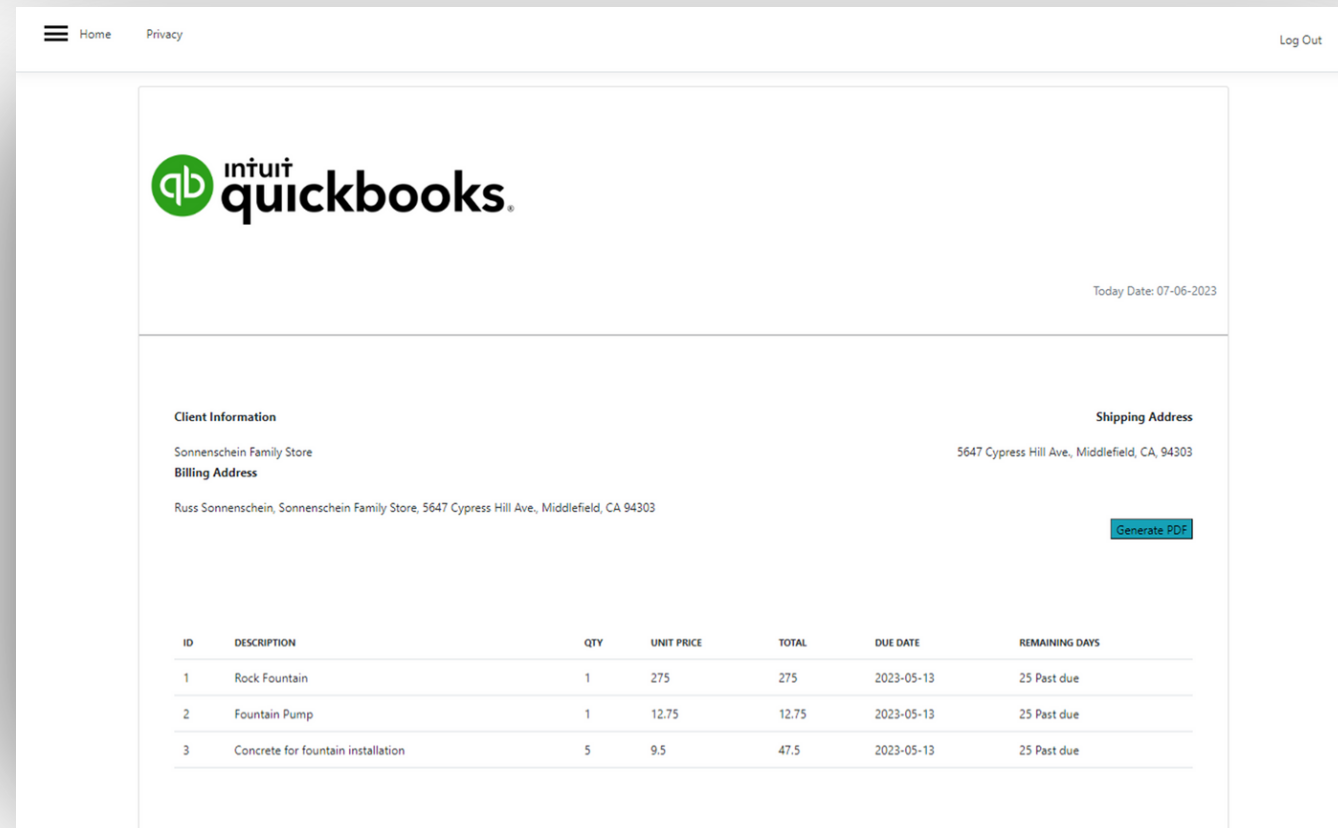 Home Privacy Log Out
qb intuit quickbooks.®
Today Date: 07-06-2023
Client Information Shipping Address
Sonnenschein Family Store 5647 Cypress Hill Ave., Middlefield, CA, 94303
Billing Address
Russ Sonnenschein, Sonnenschein Family Store, 5647 Cypress Hill Ave., Middlefield, CA 94303
Generate PDF
ID DESCRIPTION QTY UNIT PRICE TOTAL DUE DATE REMAINING DAYS
1 Rock Fountain 1 275 275 2023-05-13 25 Past due
2 Fountain Pump 1 12.75 12.75 2023-05-13 25 Past due
3 Concrete for fountain installation 5 9.5 47.5 2023-05-13 25 Past due